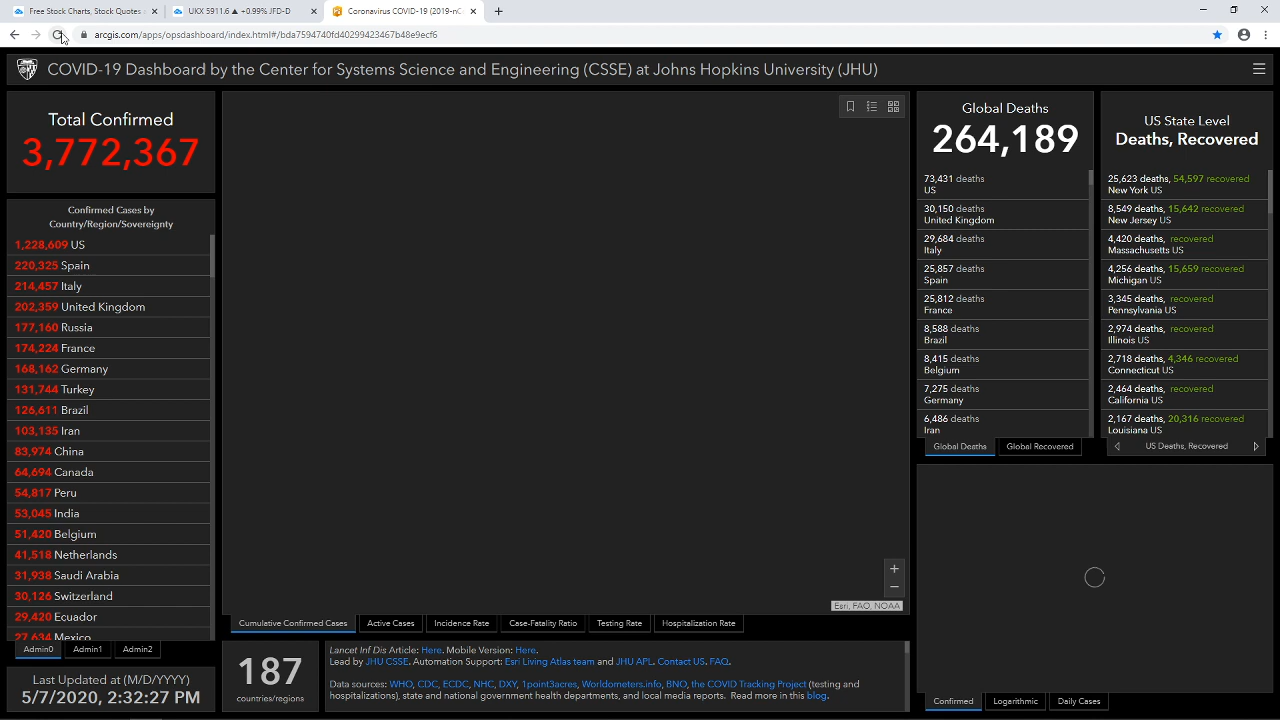 Free Stock Charts, Stock Quotes
UKX 5911.6 ▲ +0.99% JFD-D
Coronavirus COVID-19 (2019-nC
arcgis.com/apps/opsdashboard/index.html#/bda7594740fd40299423467b48e9ecf6
COVID-19 Dashboard by the Center for Systems Science and Engineering (CSSE) at Johns Hopkins University (JHU)
Total Confirmed
3,772,367
Confirmed Cases by
Country/Region/Sovereignty
1,228,609 US
220,325 Spain
214,457 Italy
202,359 United Kingdom
177,160 Russia
174,224 France
168,162 Germany
131,744 Turkey
126,611 Brazil
103,135 Iran
83,974 China
64,694 Canada
54,817 Peru
53,045 India
51,420 Belgium
41,518 Netherlands
31,938 Saudi Arabia
30,126 Switzerland
29,420 Ecuador
27,634 Mexico
Admin0 Admin1 Admin2
Last Updated at (M/D/YYYY)
5/7/2020, 2:32:27 PM
Esri, FAO, NOAA
Cumulative Confirmed Cases Active Cases Incidence Rate Case-Fatality Ratio Testing Rate Hospitalization Rate
187
countries/regions
Lancet Inf Dis Article: Here. Mobile Version: Here.
Lead by JHU CSSE. Automation Support: Esri Living Atlas team and JHU APL. Contact US. FAQ.
Data sources: WHO, CDC, ECDC, NHC, DXY, 1point3acres, Worldometers.info, BNO, the COVID Tracking Project (testing and
hospitalizations), state and national government health departments, and local media reports. Read more in this blog.
Global Deaths
264,189
73,431 deaths
US
30,150 deaths
United Kingdom
29,684 deaths
Italy
25,857 deaths
Spain
25,812 deaths
France
8,588 deaths
Brazil
8,415 deaths
Belgium
7,275 deaths
Germany
6,486 deaths
Iran
Global Deaths Global Recovered
US State Level
Deaths, Recovered
25,623 deaths, 54,597 recovered
New York US
8,549 deaths, 15,642 recovered
New Jersey US
4,420 deaths, recovered
Massachusetts US
4,256 deaths, 15,659 recovered
Michigan US
3,345 deaths, recovered
Pennsylvania US
2,974 deaths, recovered
Illinois US
2,718 deaths, 4,346 recovered
Connecticut US
2,464 deaths, recovered
California US
2,167 deaths, 20,316 recovered
Louisiana US
US Deaths, Recovered
Confirmed Logarithmic Daily Cases